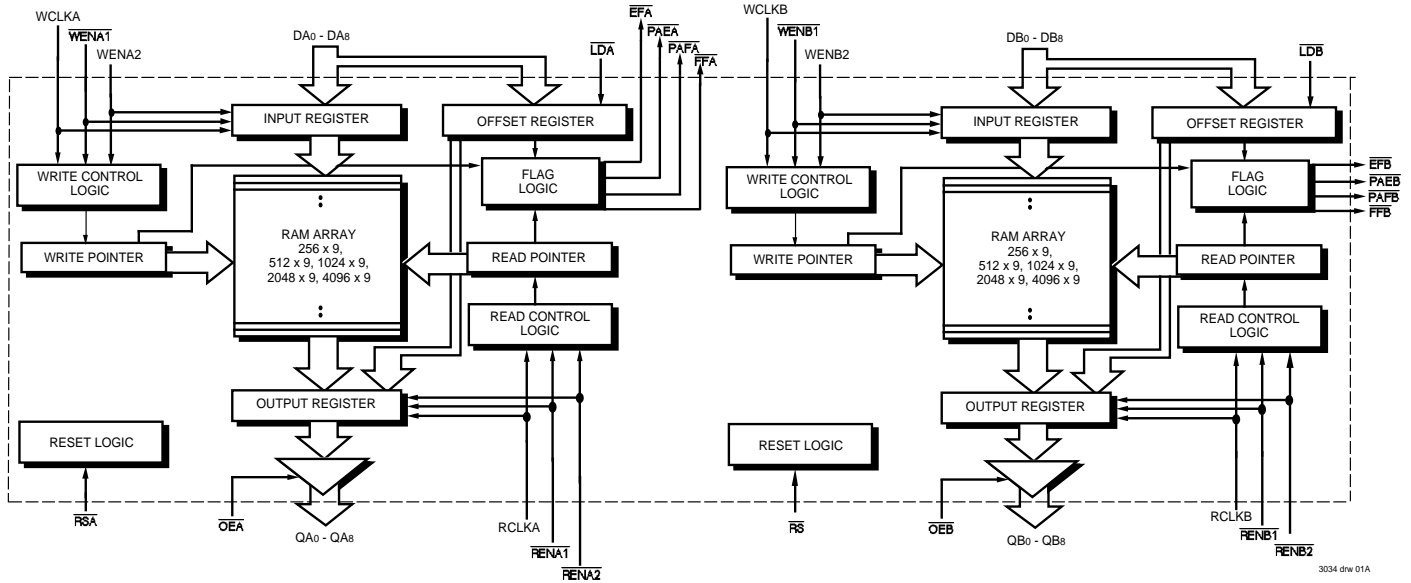 WCLKA
WENA1
WENA2
DA0 - DA8
LDA
EFA
PAEA
PAFA
FFA
INPUT REGISTER
OFFSET REGISTER
WRITE CONTROL
LOGIC
FLAG
LOGIC
WRITE POINTER
RAM ARRAY
256 x 9,
512 x 9, 1024 x 9,
2048 x 9, 4096 x 9
READ POINTER
READ CONTROL
LOGIC
OUTPUT REGISTER
RESET LOGIC
RSA
OEA
QA0 - QA8
RCLKA
RENA1
RENA2
WCLKB
WENB1
WENB2
DB0 - DB8
LDB
INPUT REGISTER
OFFSET REGISTER
WRITE CONTROL
LOGIC
FLAG
LOGIC
EFB
PAEB
PAFB
FFB
WRITE POINTER
RAM ARRAY
256 x 9,
512 x 9, 1024 x 9,
2048 x 9, 4096 x 9
READ POINTER
READ CONTROL
LOGIC
OUTPUT REGISTER
RESET LOGIC
RS
OEB
QB0 - QB8
RCLKB
RENB1
RENB2
3034 drw 01A